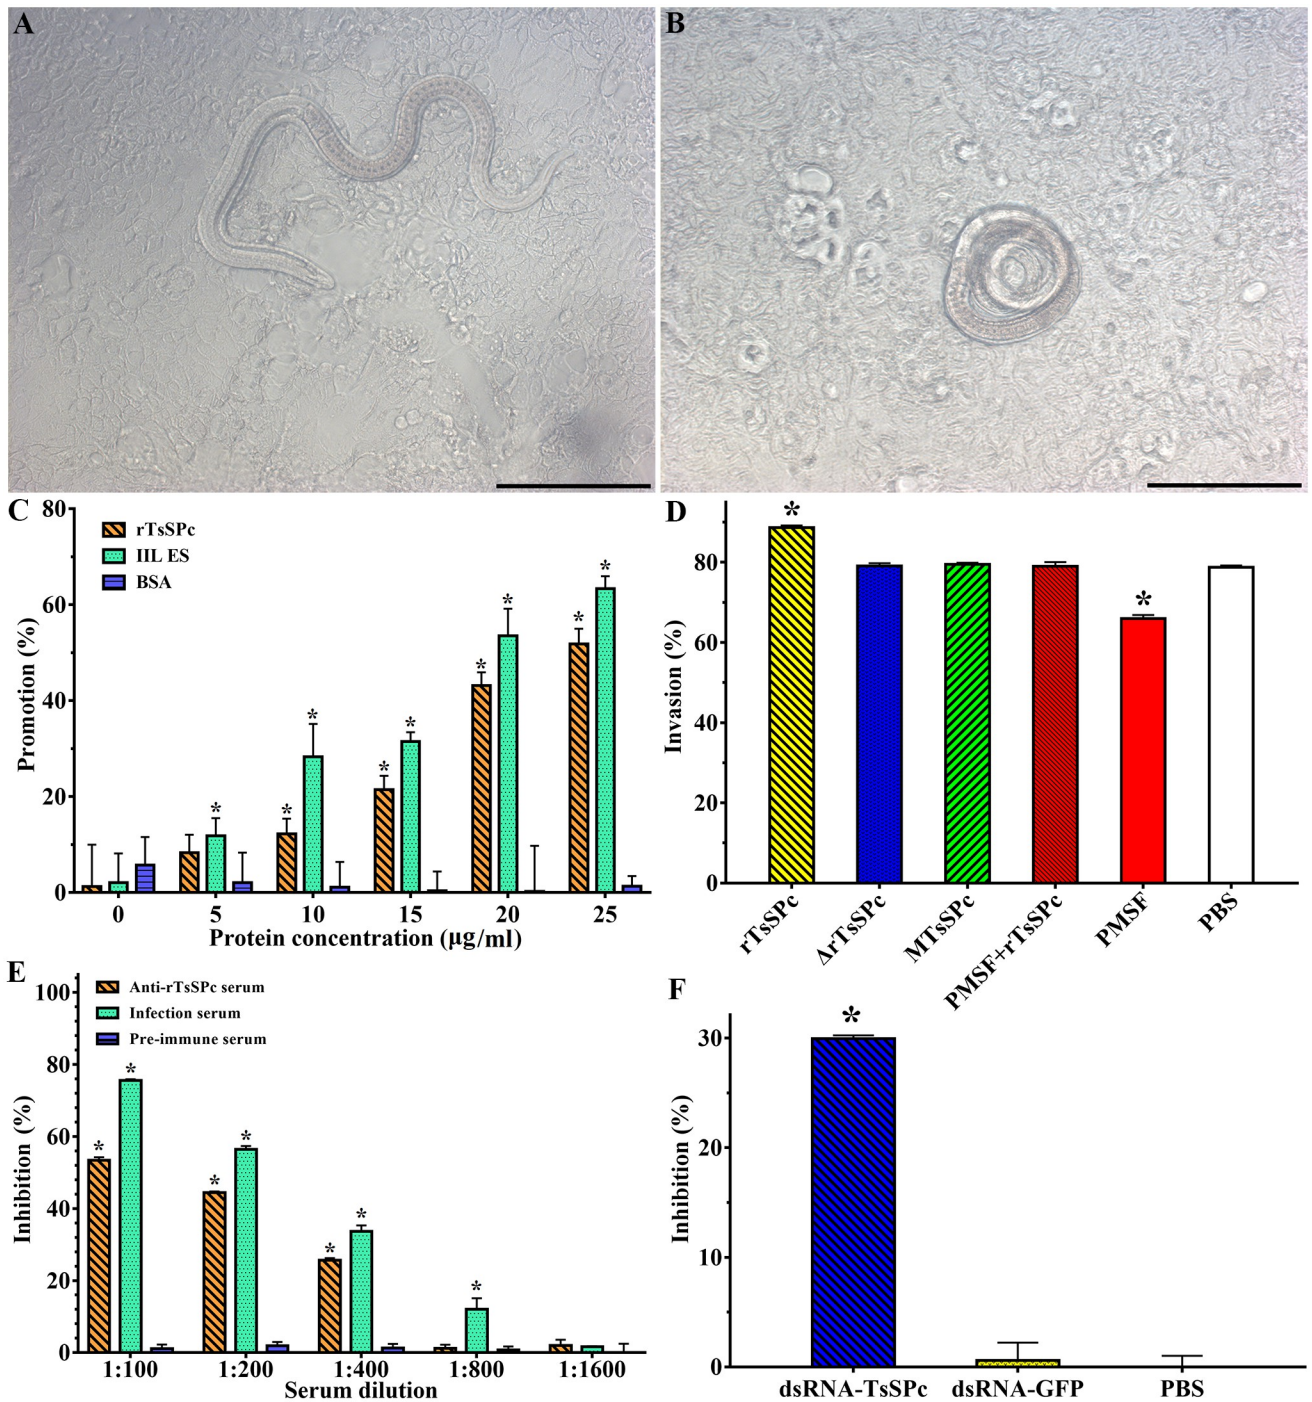 A
B
C
80
60
40
20
0
Promotion (%)
rTsSPc
IIL ES
BSA
* * * * * * * * *
0 5 10 15 20 25
Protein concentration (μg/ml)
D
80
60
40
20
0
Invasion (%)
* *
rTsSPc
ΔrTsSPc
MTsSPc
PMSF+rTsSPc
PMSF
PBS
E
100
80
60
40
20
0
Inhibition (%)
Anti-rTsSPc serum
Infection serum
Pre-immune serum
* * * * * * *
1:100 1:200 1:400 1:800 1:1600
Serum dilution
F
30
20
10
0
Inhibition (%)
*
dsRNA-TsSPc dsRNA-GFP PBS